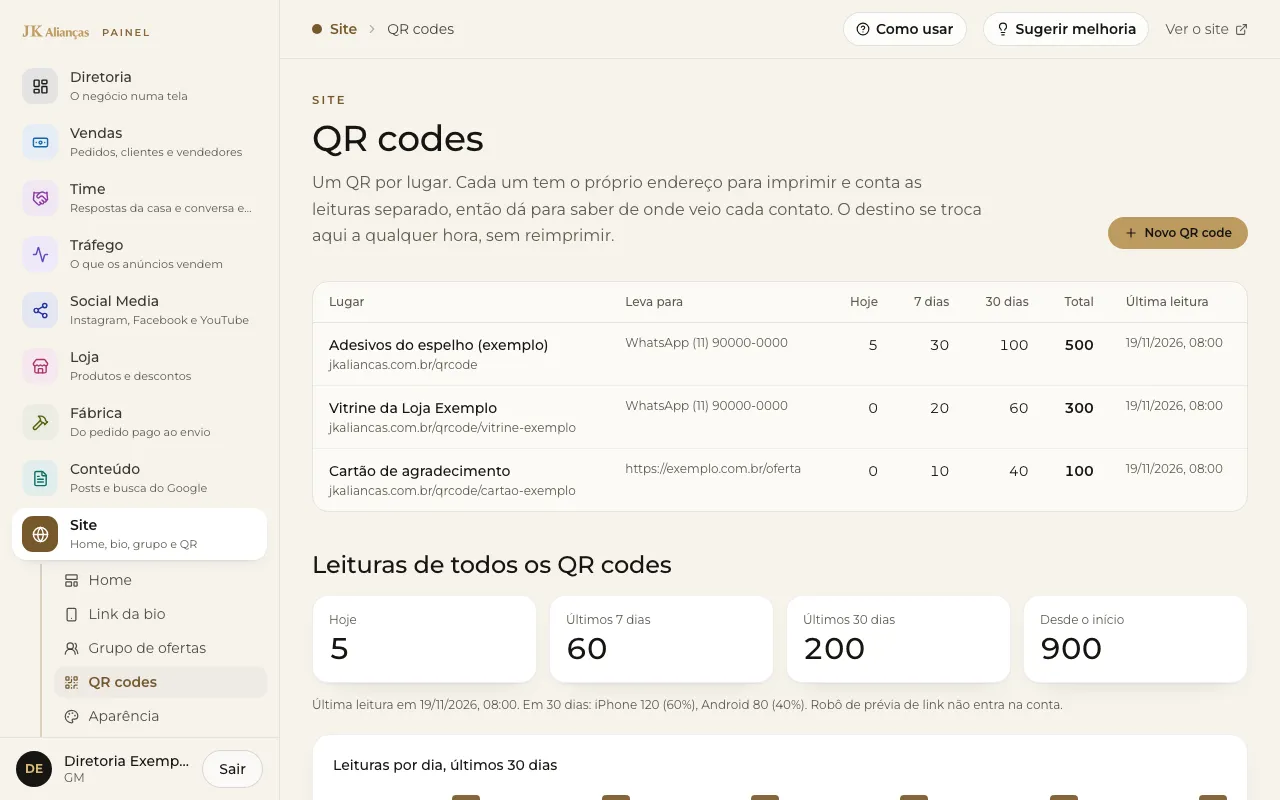 JK Alianças PAINEL
Diretoria
O negócio numa tela
Vendas
Pedidos, clientes e vendedores
Time
Respostas da casa e conversa e...
Tráfego
O que os anúncios vendem
Social Media
Instagram, Facebook e YouTube
Loja
Produtos e descontos
Fábrica
Do pedido pago ao envio
Conteúdo
Posts e busca do Google
Site
Home, bio, grupo e QR
Home
Link da bio
Grupo de ofertas
QR codes
Aparência
DE
Diretoria Exemp...
GM
Sair
Site > QR codes
Como usar
Sugerir melhoria
Ver o site
SITE
QR codes
Um QR por lugar. Cada um tem o próprio endereço para imprimir e conta as
leituras separado, então dá para saber de onde veio cada contato. O destino se troca
aqui a qualquer hora, sem reimprimir.
+ Novo QR code
Lugar Leva para Hoje 7 dias 30 dias Total Última leitura
Adesivos do espelho (exemplo) WhatsApp (11) 90000-0000 5 30 100 500 19/11/2026, 08:00
jkaliancas.com.br/qrcode
Vitrine da Loja Exemplo WhatsApp (11) 90000-0000 0 20 60 300 19/11/2026, 08:00
jkaliancas.com.br/qrcode/vitrine-exemplo
Cartão de agradecimento https://exemplo.com.br/oferta 0 10 40 100 19/11/2026, 08:00
jkaliancas.com.br/qrcode/cartao-exemplo
Leituras de todos os QR codes
Hoje
5
Últimos 7 dias
60
Últimos 30 dias
200
Desde o início
900
Última leitura em 19/11/2026, 08:00. Em 30 dias: iPhone 120 (60%), Android 80 (40%). Robô de prévia de link não entra na conta.
Leituras por dia, últimos 30 dias